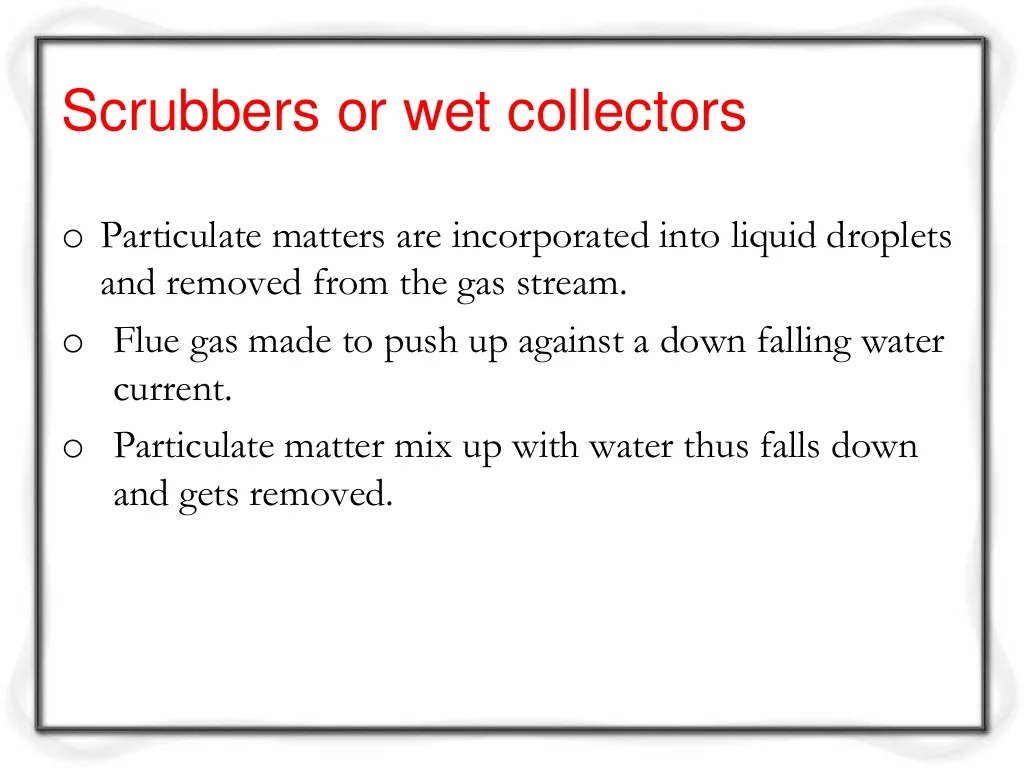 Scrubbers or wet collectors
o Particulate matters are incorporated into liquid droplets
and removed from the gas stream.
o Flue gas made to push up against a down falling water
current.
o Particulate matter mix up with water thus falls down
and gets removed.